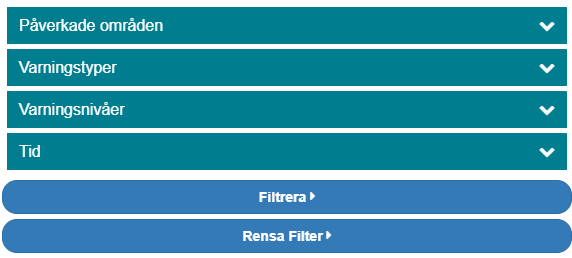 Påverkade områden
Varningstyper
Varningsnivåer
Tid
Filtrera
Rensa Filter